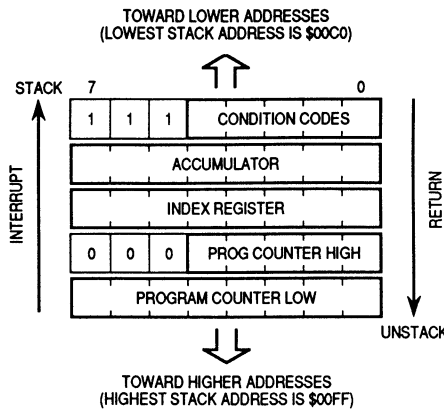 TOWARD LOWER ADDRESSES
(LOWEST STACK ADDRESS IS $00C0)
STACK 7 0
1 1 1 CONDITION CODES
ACCUMULATOR
INDEX REGISTER
0 0 0 PROG COUNTER HIGH
PROGRAM COUNTER LOW
INTERRUPT
RETURN
UNSTACK
TOWARD HIGHER ADDRESSES
(HIGHEST STACK ADDRESS IS $00FF)